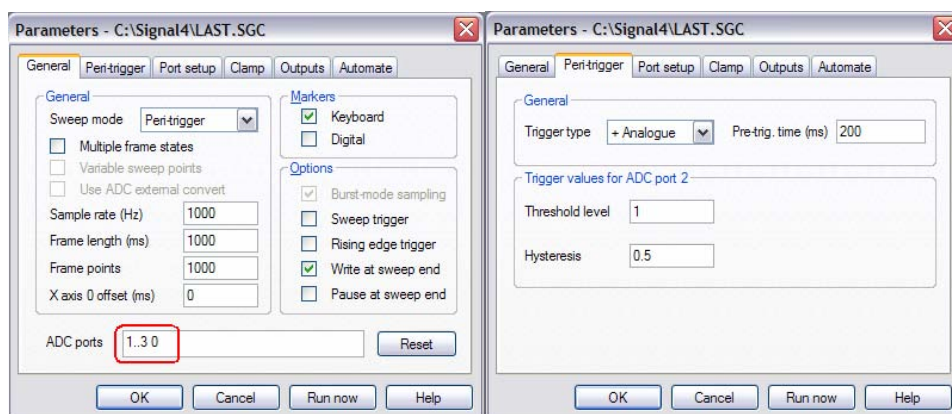 Parameters - C:\Signal4\LAST.SGC
General Peri-trigger Port setup Clamp Outputs Automate
General
Sweep mode Peri-trigger
Multiple frame states
Variable sweep points
Use ADC external convert
Sample rate (Hz) 1000
Frame length (ms) 1000
Frame points 1000
X axis 0 offset (ms) 0
Markers
Keyboard
Digital
Options
Burst-mode sampling
Sweep trigger
Rising edge trigger
Write at sweep end
Pause at sweep end
ADC ports 1..3 0 Reset
OK Cancel Run now Help
Parameters - C:\Signal4\LAST.SGC
General Peri-trigger Port setup Clamp Outputs Automate
General
Trigger type + Analogue Pre-trig. time (ms) 200
Trigger values for ADC port 2
Threshold level 1
Hysteresis 0.5
OK Cancel Run now Help